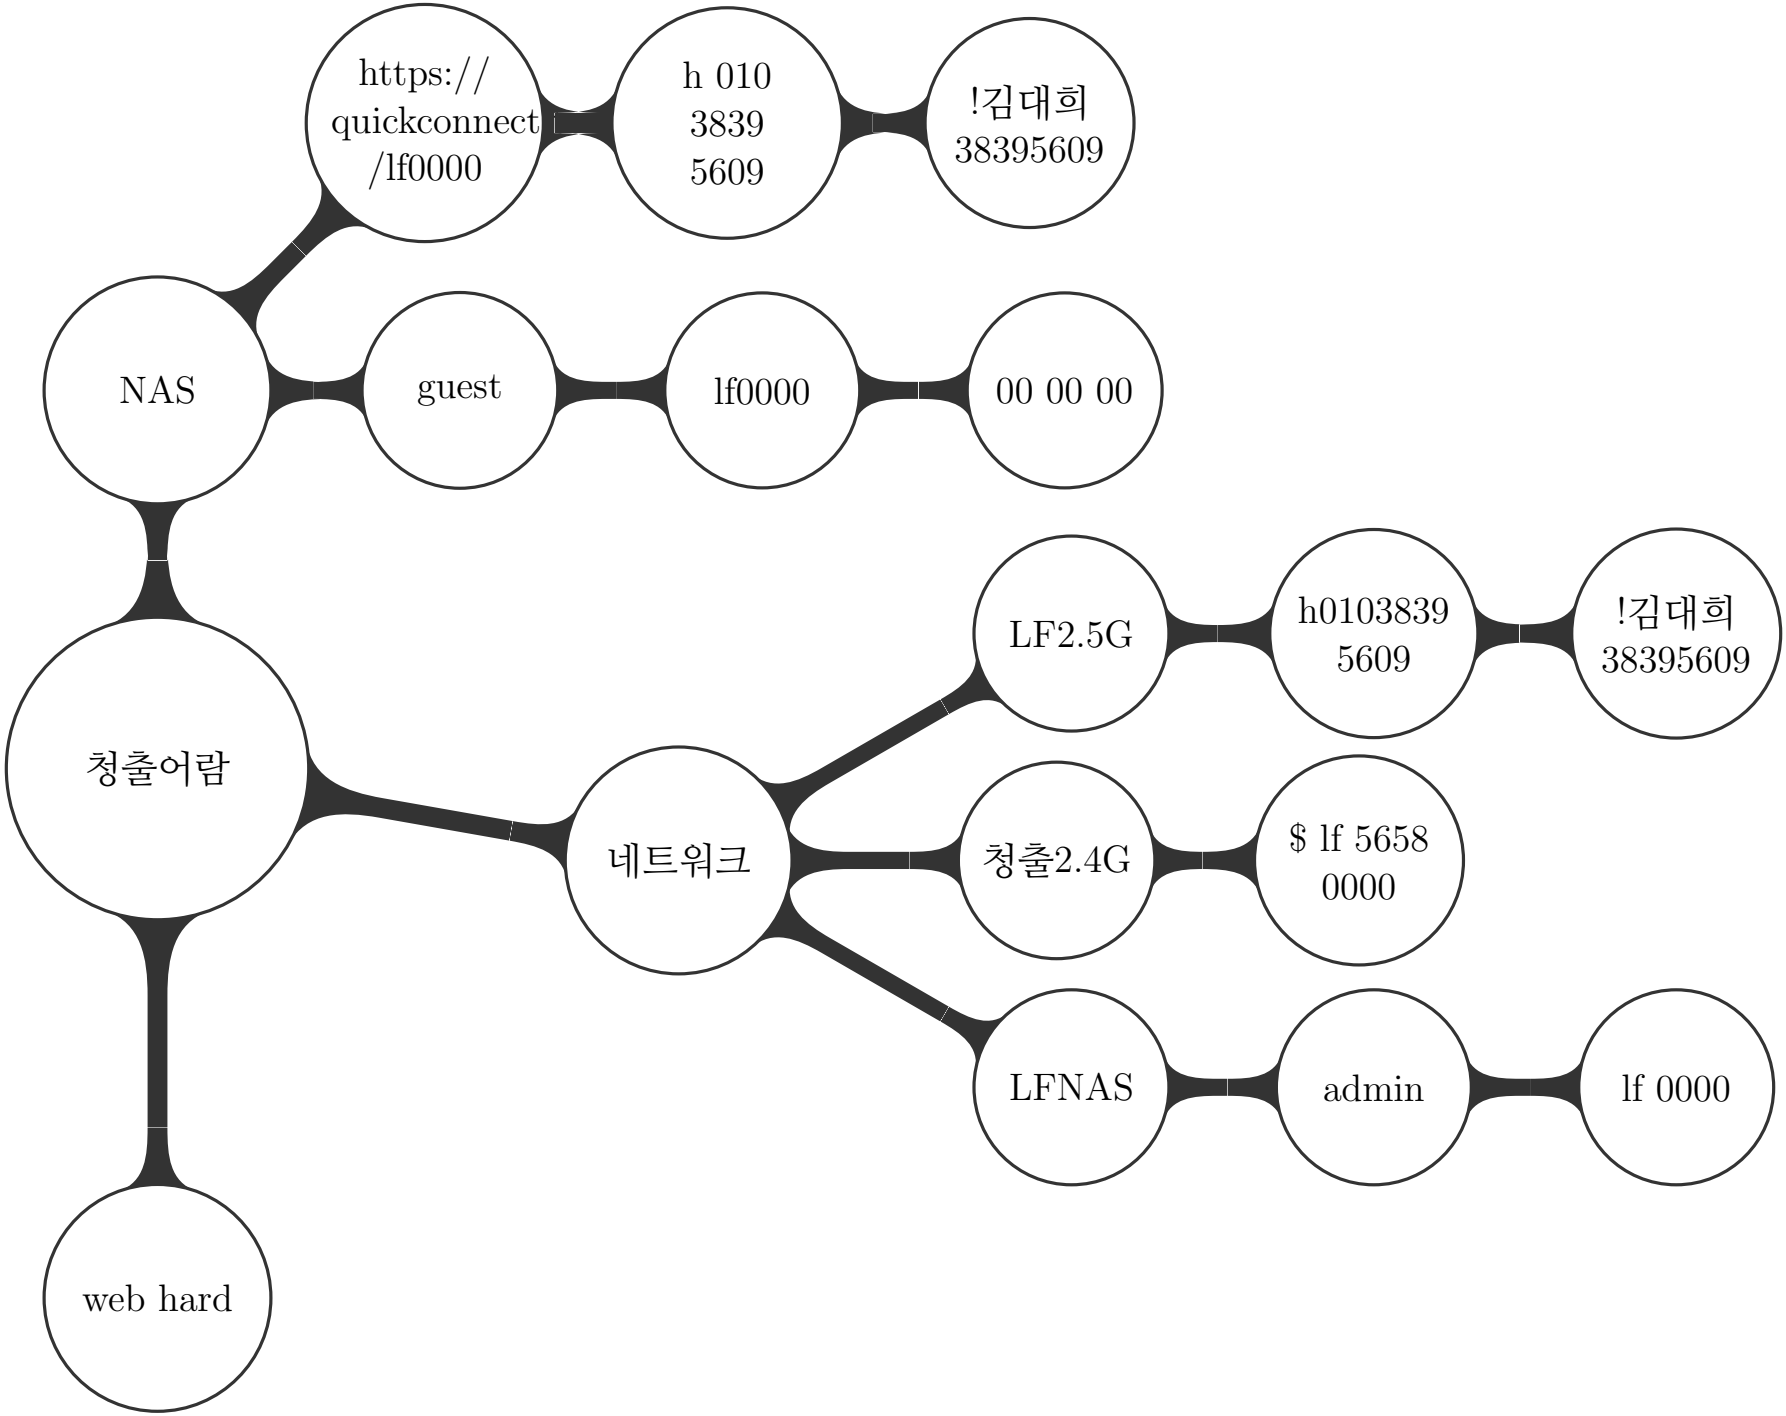 https://
quickconnect
/lf0000
h 010
3839
5609
!김대희
38395609
NAS
guest
lf0000
00 00 00
청출어람
네트워크
LF2.5G
h0103839
5609
!김대희
38395609
청출2.4G
$ lf 5658
0000
LFNAS
admin
lf 0000
web hard